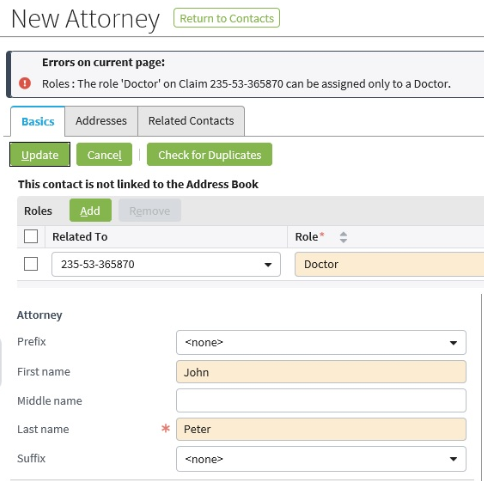 New Attorney Return to Contacts
Errors on current page:
Roles : The role 'Doctor' on Claim 235-53-365870 can be assigned only to a Doctor.
Basics Addresses Related Contacts
Update Cancel Check for Duplicates
This contact is not linked to the Address Book
Roles Add Remove
Related To Role*
235-53-365870 Doctor
Attorney
Prefix <none>
First name John
Middle name
Last name * Peter
Suffix <none>